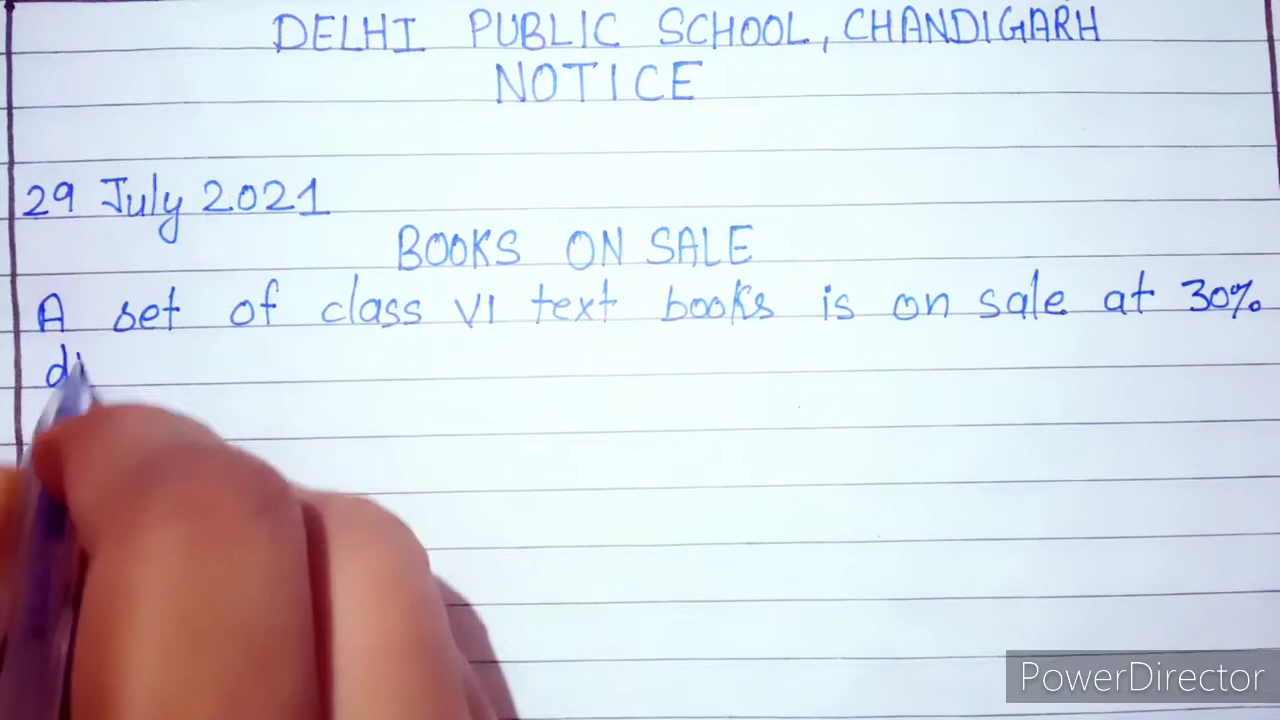 DELHI PUBLIC SCHOOL, CHANDIGARH
NOTICE
29 July 2021
BOOKS ON SALE
A set of class VI text books is on sale at 30%
di
PowerDirector